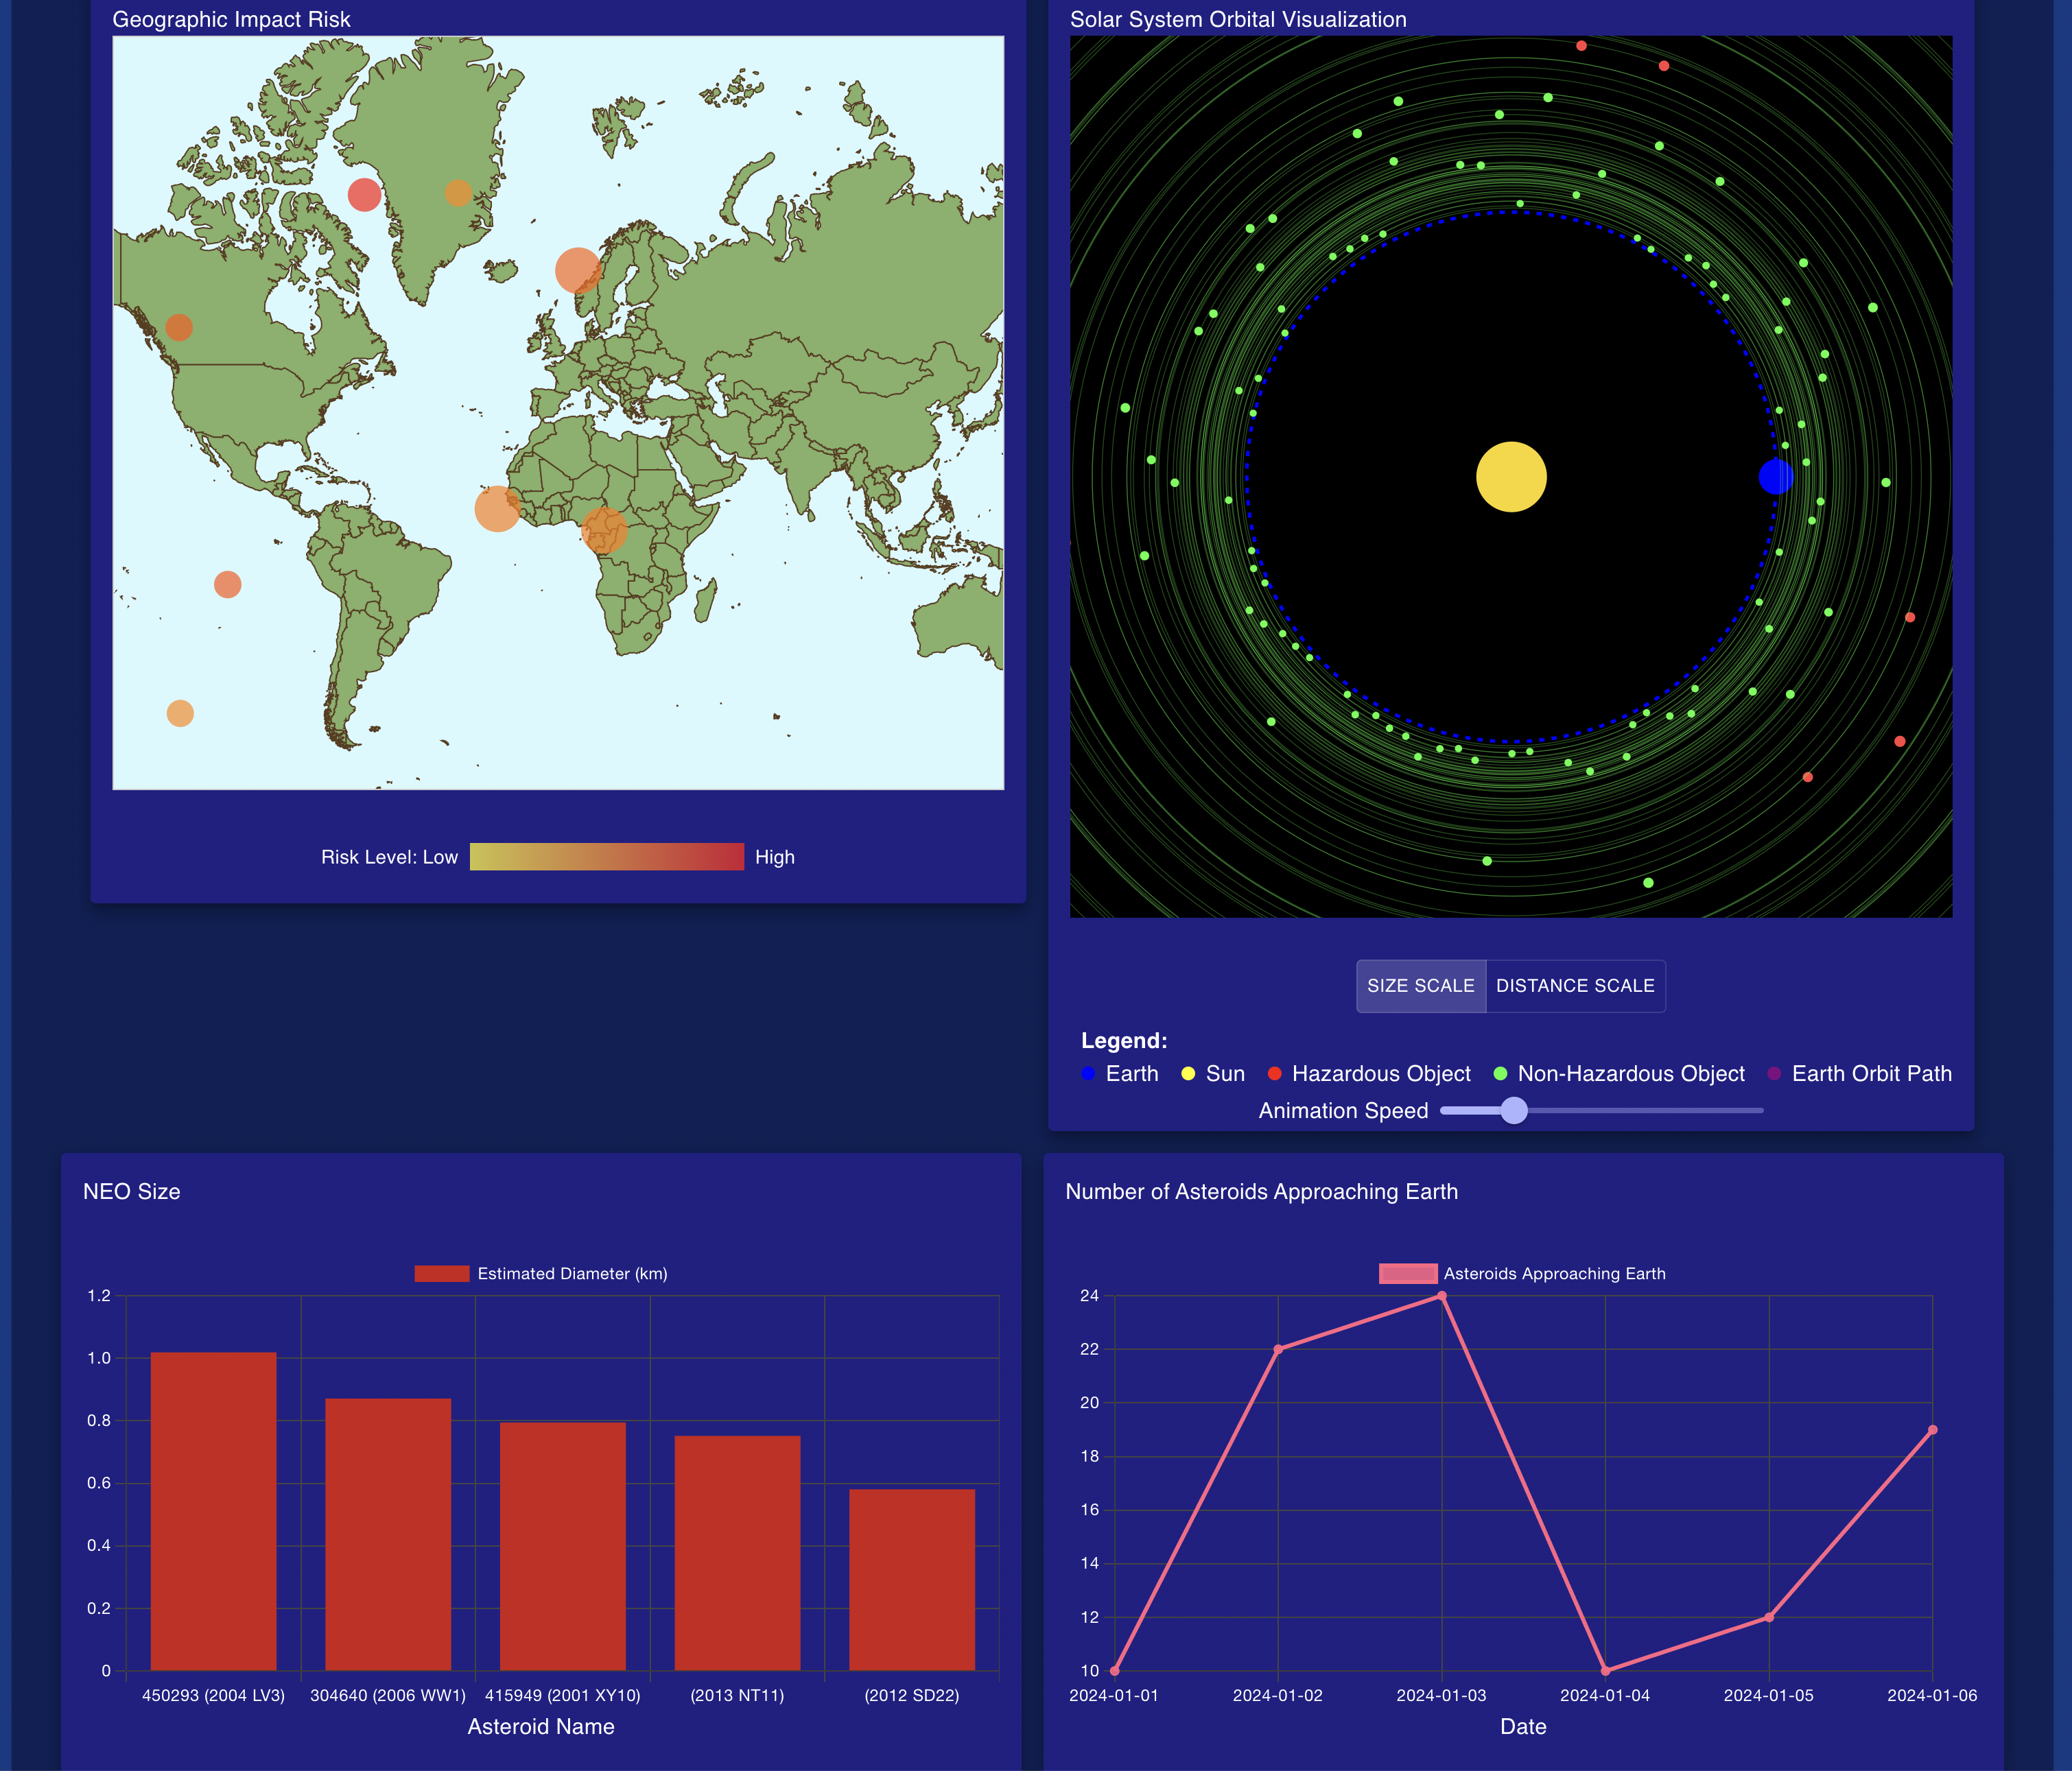 Geographic Impact Risk
Risk Level: Low
High
Solar System Orbital Visualization
SIZE SCALE
DISTANCE SCALE
Legend:
Earth
Sun
Hazardous Object
Non-Hazardous Object
Earth Orbit Path
Animation Speed
NEO Size
Estimated Diameter (km)
1.2
1.0
0.8
0.6
0.4
0.2
0
450293 (2004 LV3)
304640 (2006 WW1)
415949 (2001 XY10)
(2013 NT11)
(2012 SD22)
Asteroid Name
Number of Asteroids Approaching Earth
Asteroids Approaching Earth
24
22
20
18
16
14
12
10
2024-01-01
2024-01-02
2024-01-03
2024-01-04
2024-01-05
2024-01-06
Date